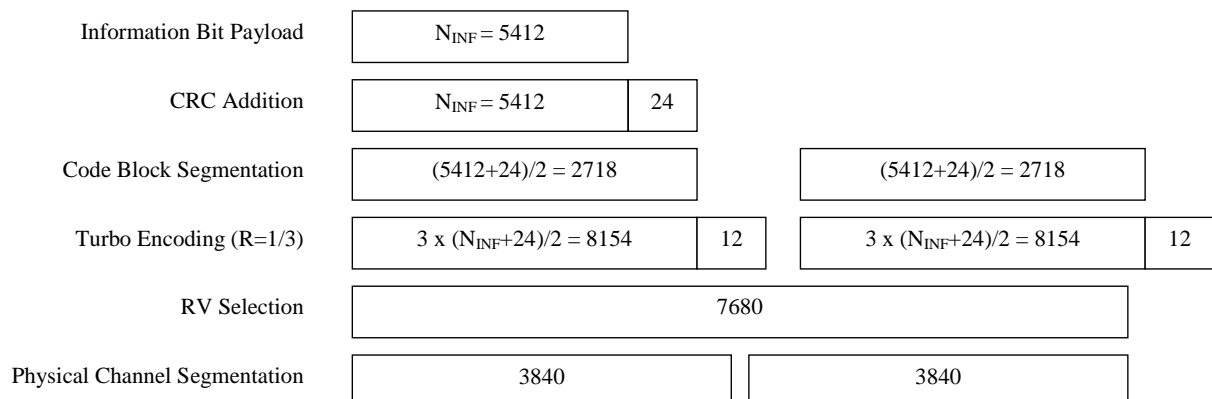 Information Bit Payload N_INF = 5412
CRC Addition N_INF = 5412 24
Code Block Segmentation (5412+24)/2 = 2718 (5412+24)/2 = 2718
Turbo Encoding (R=1/3) 3 x (N_INF+24)/2 = 8154 12 3 x (N_INF+24)/2 = 8154 12
RV Selection 7680
Physical Channel Segmentation 3840 3840